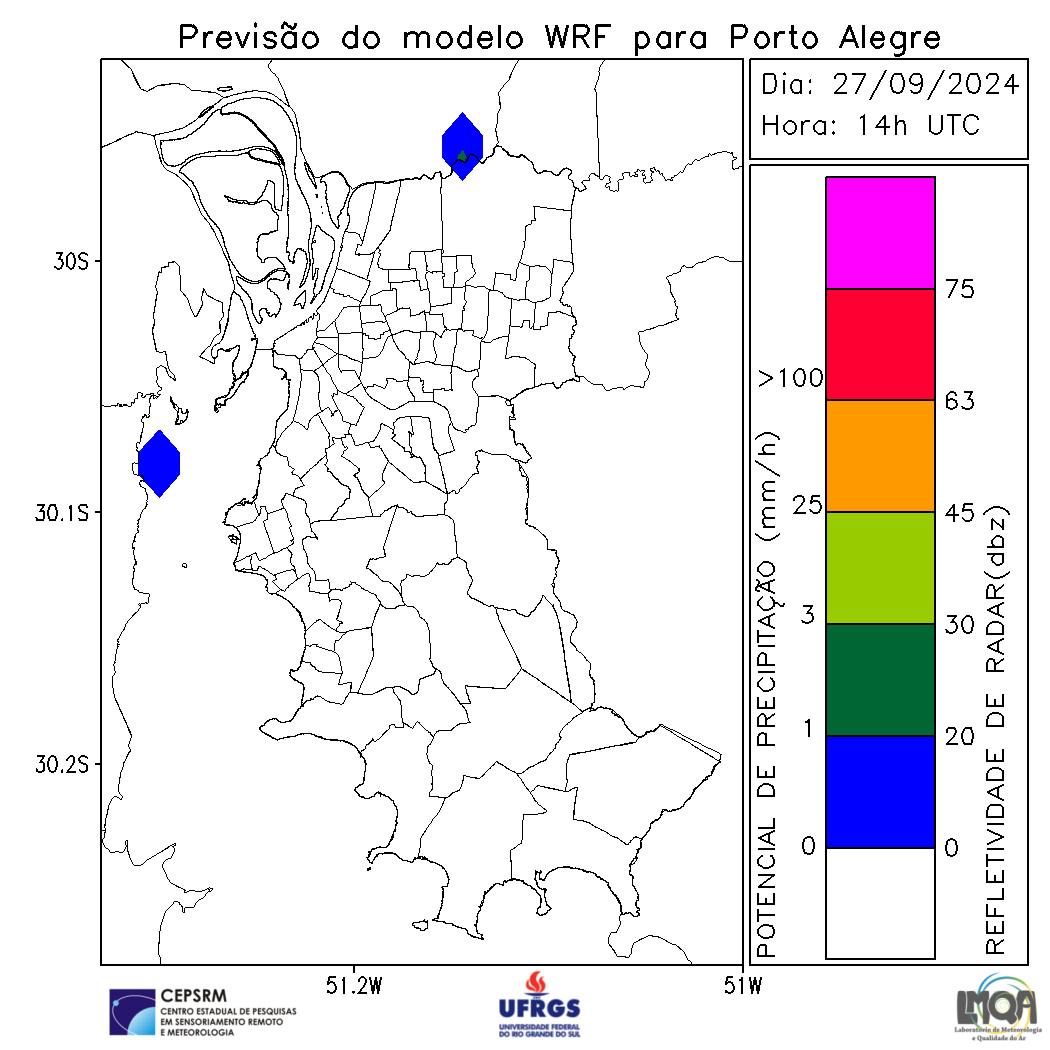 Previsão do modelo WRF para Porto Alegre
Dia: 27/09/2024
Hora: 14h UTC
30S
30.1S
30.2S
51.2W
51W
POTENCIAL DE PRECIPITAÇÃO (mm/h)
>100
25
3
1
0
75
63
45
30
20
0
REFLETIVIDADE DE RADAR(dbz)
CEPSRM
CENTRO ESTADUAL DE PESQUISAS
EM SENSORIAMENTO REMOTO
E METEOROLOGIA
UFRGS
UNIVERSIDADE FEDERAL
DO RIO GRANDE DO SUL
LMQA
Laboratório de Meteorologia
e Qualidade do Ar